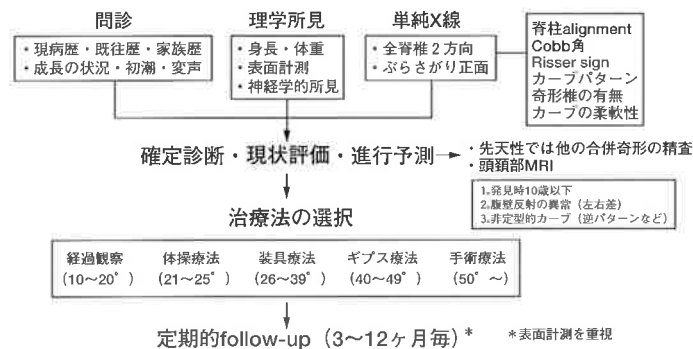 問診
・現病歴・既往歴・家族歴
・成長の状況・初潮・変声
理学所見
・身長・体重
・表面計測
・神経学的所見
単純X線
・全脊椎2方向
・ぶらさがり正面
脊柱alignment
Cobb角
Risser sign
カーブパターン
奇形椎の有無
カーブの柔軟性
確定診断・現状評価・進行予測
・先天性では他の合併奇形の精査
・頭頚部MRI
1.発見時10歳以下
2.腹壁反射の異常(左右差)
3.非定型的カーブ(逆パターンなど)
治療法の選択
経過観察 体操療法 装具療法 ギプス療法 手術療法
(10〜20°) (21〜25°) (26〜39°) (40〜49°) (50°〜)
定期的follow-up(3〜12ヶ月毎)*
*表面計測を重視